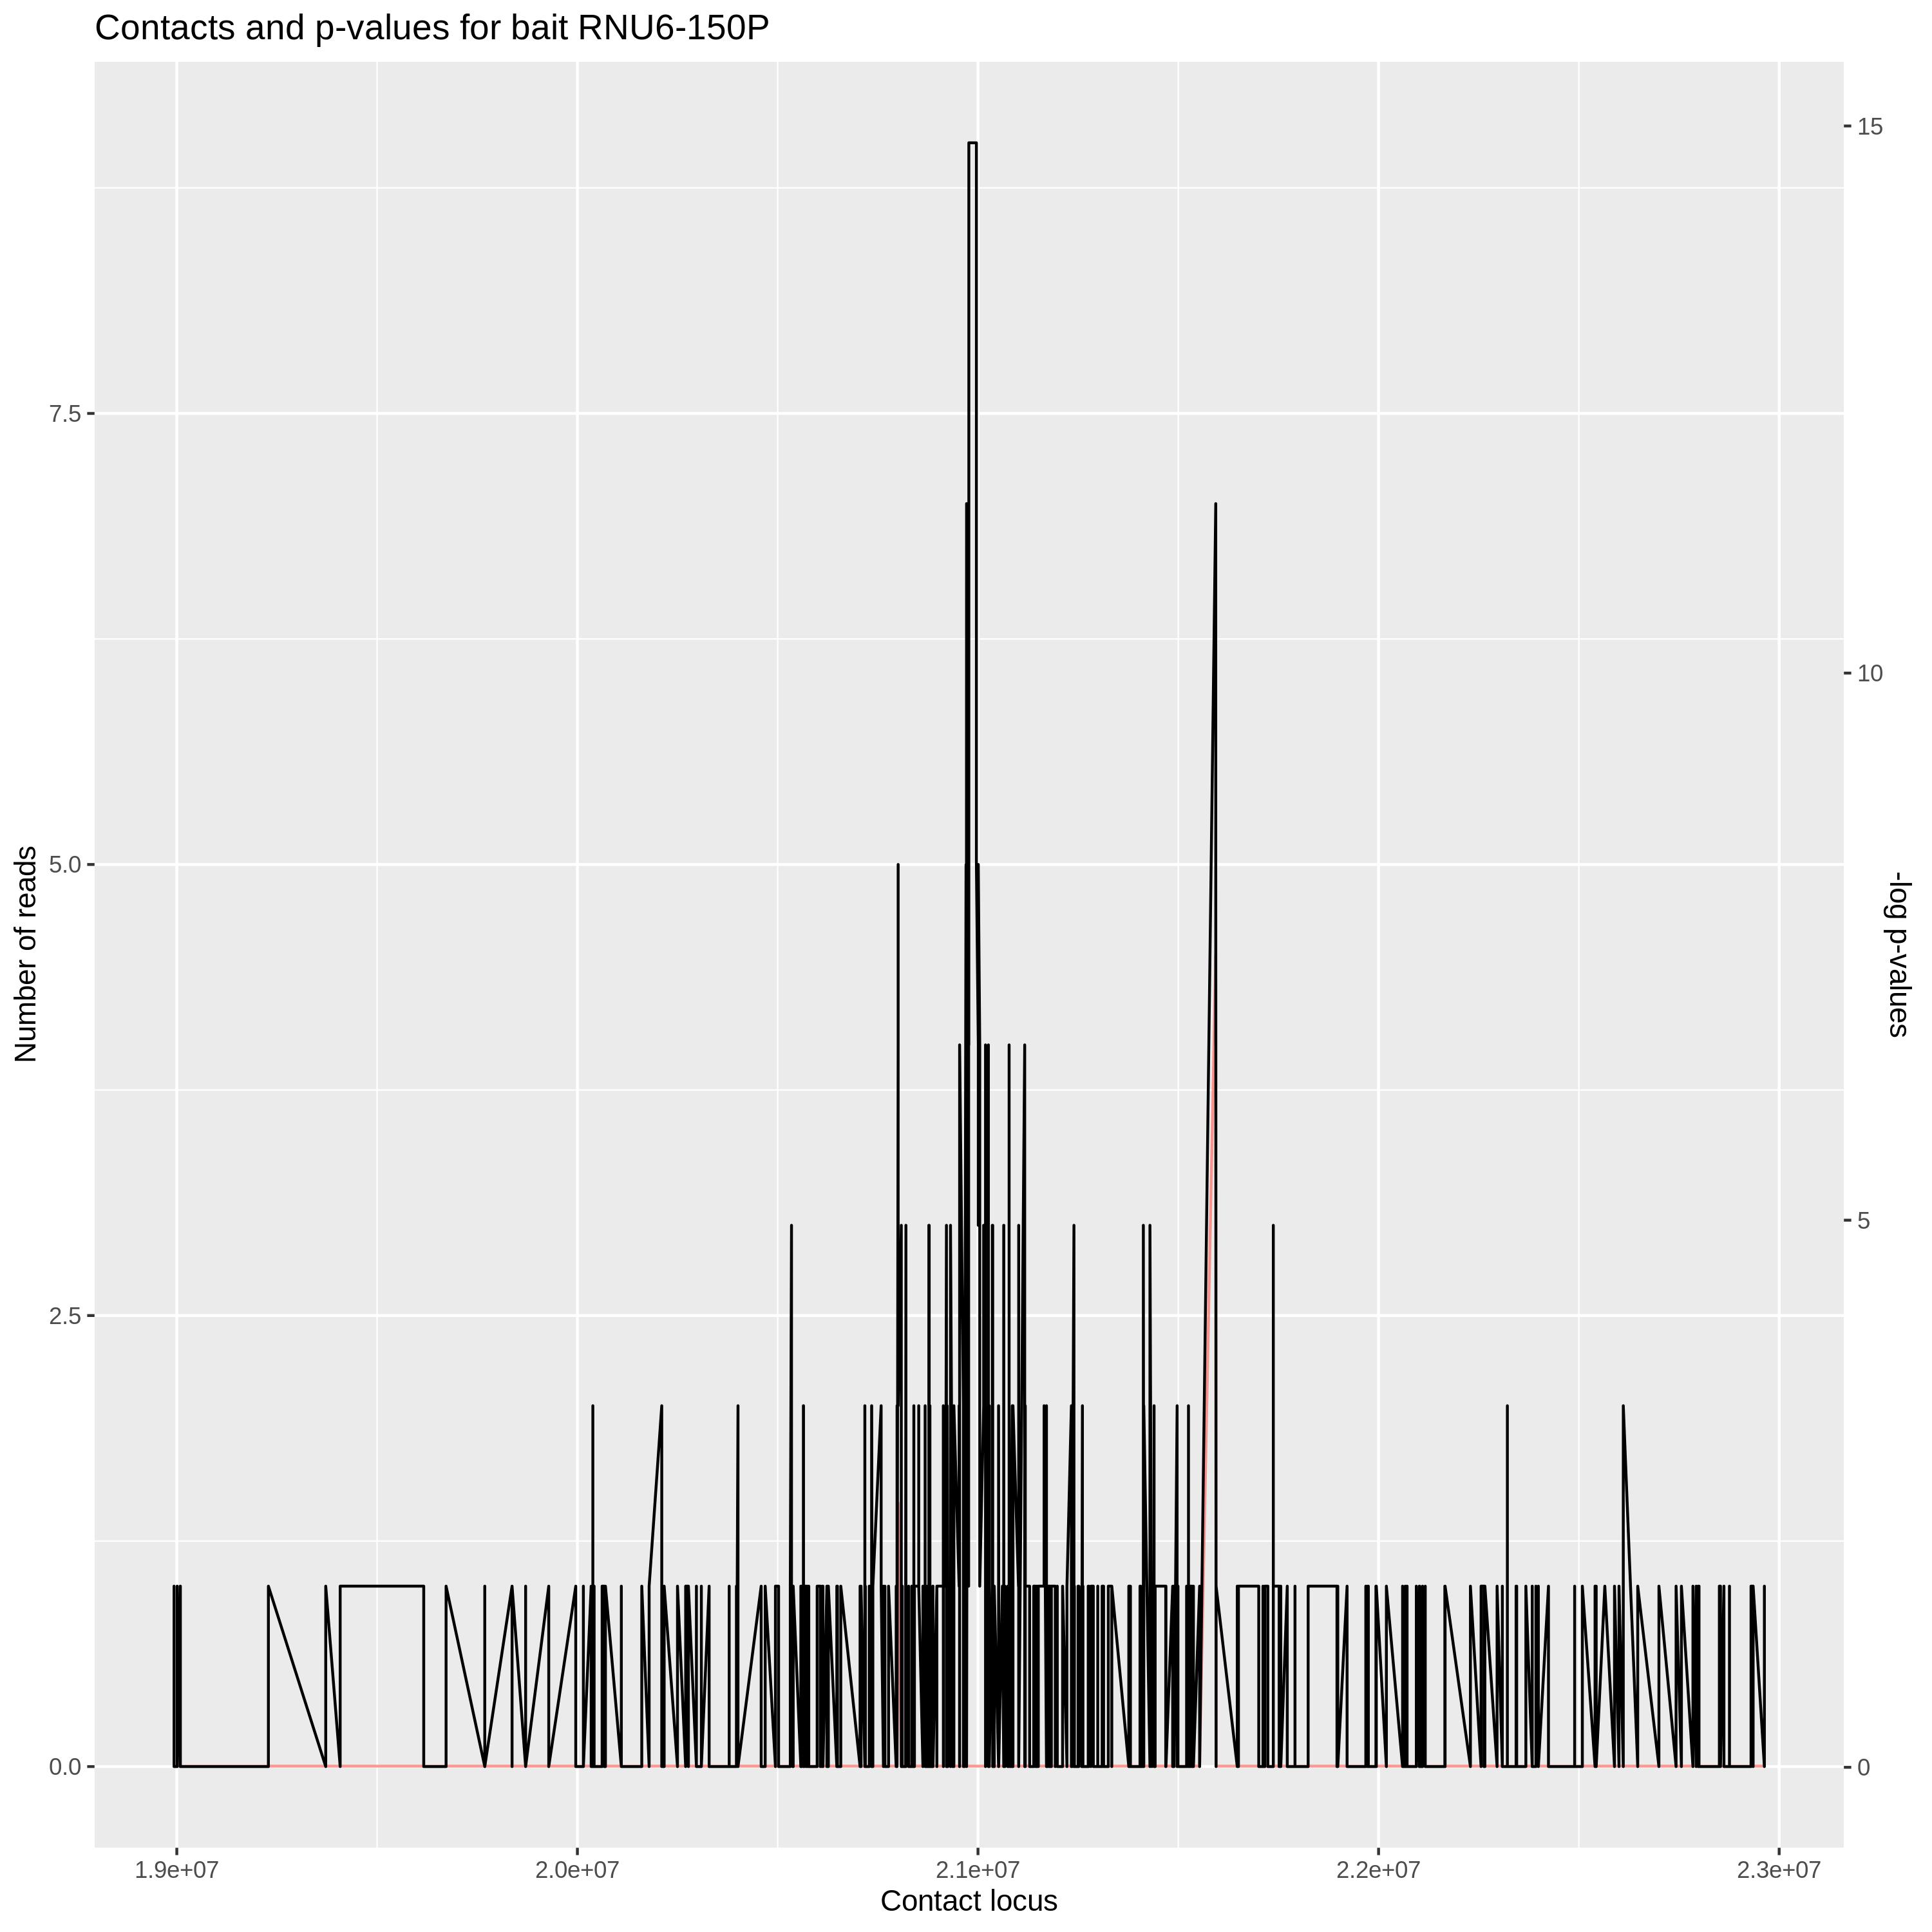 Contacts and p-values for bait RNU6-150P
15
7.5
10
5.0
Number of reads
-log p-values
5
2.5
0.0
0
1.9e+07 2.0e+07 2.1e+07 2.2e+07 2.3e+07
Contact locus